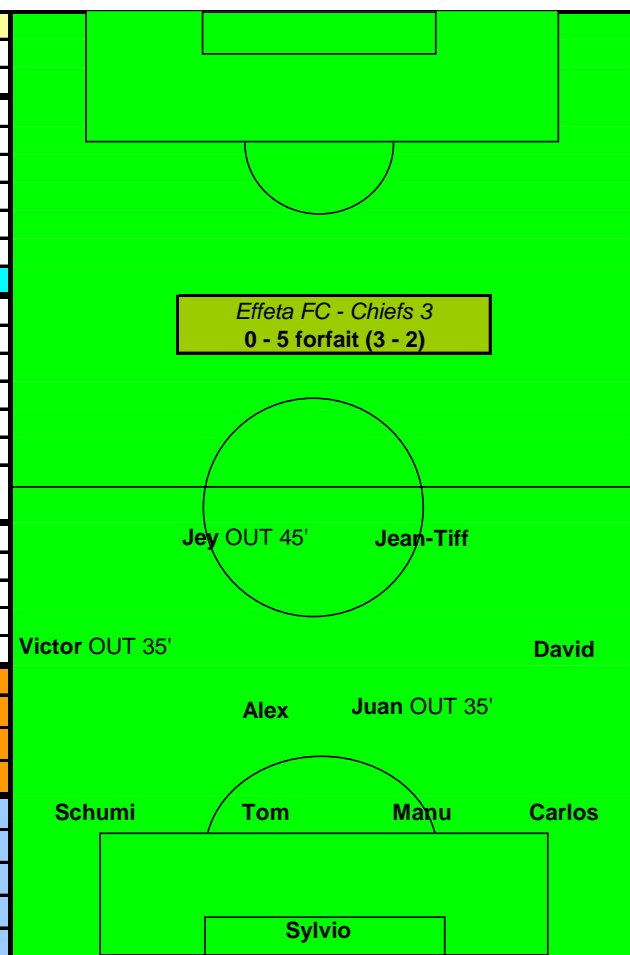 Effeta FC - Chiefs 3
0 - 5 forfait (3 - 2)
Jey OUT 45' Jean-Tiff
Victor OUT 35' David
Alex Juan OUT 35'
Schumi Tom Manu Carlos
Sylvio